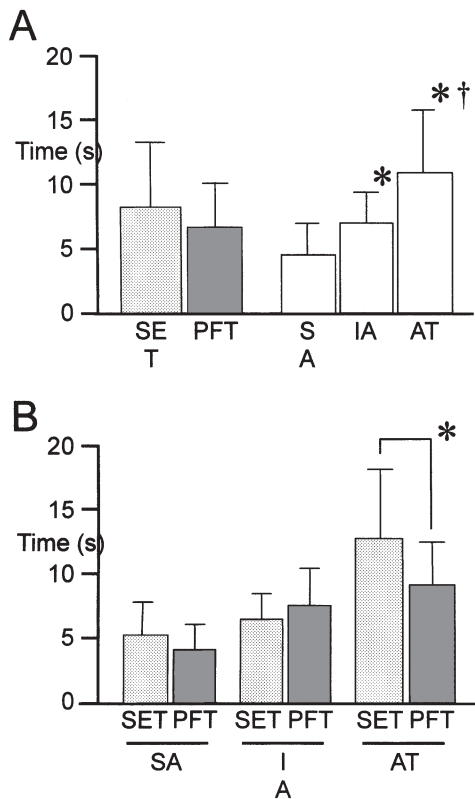 A
20
15
Time (s)
10
5
0
* †
*
SE
T
PFT
S
A
IA
AT
B
20
15
Time (s)
10
5
0
*
SET PFT SET PFT SET PFT
SA
I
A
AT